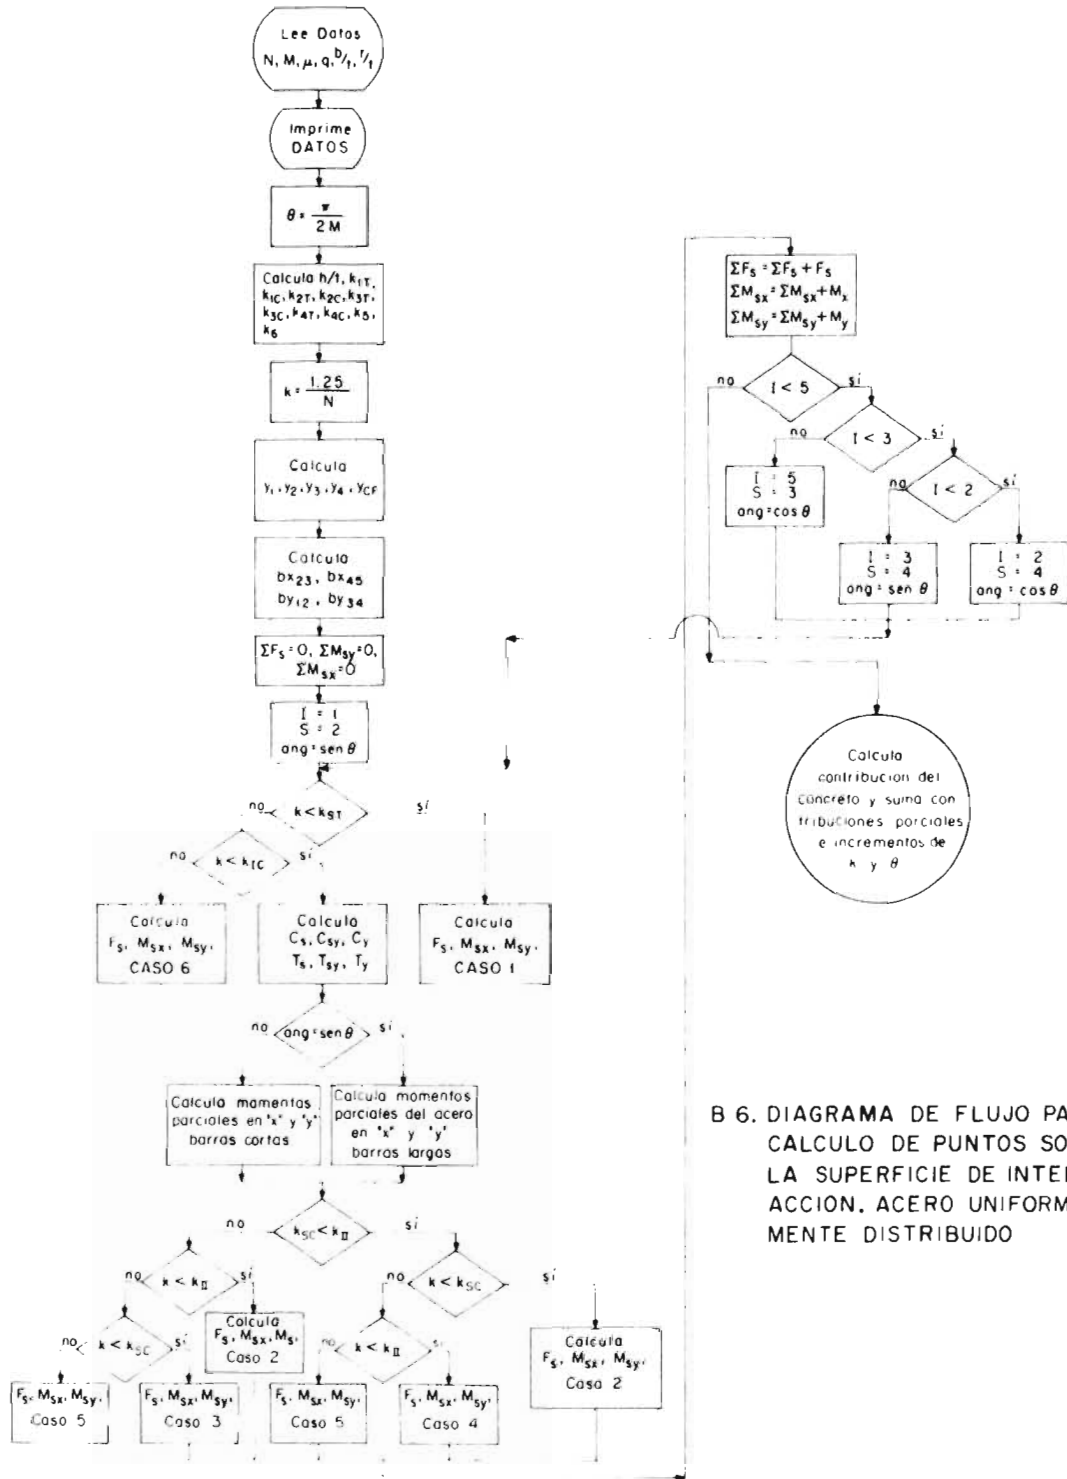 Lee Datos
N, M, μ, q, b/t, r/t
Imprime
DATOS
θ = π / 2M
Calcula h/t, k1T,
k1C, k2T, k2C, k3T,
k3C, k4T, k4C, k5,
k6
k = 1.25 / N
Calcula
y1, y2, y3, y4, yCF
Calcula
bx23, bx45
by12, by34
ΣFs=0, ΣMsy=0,
ΣMsx=0
I = 1
S = 2
ang=sen θ
no
k<kST
sí
no
k<kIC
sí
Calcula
Fs, Msx, Msy,
CASO 6
Calcula
Cs, Csy, Cy
Ts, Tsy, Ty
Calcula
Fs, Msx, Msy,
CASO 1
no
ang=sen θ
sí
Calcula momentas
parciales en "x" y "y"
barras cortas
Calcula momentos
parciales del acero
en "x" y "y"
barras largas
no
kSC<kII
sí
no
k<kII
sí
no
k<kSC
sí
no
k<kSC
sí
Calcula
Fs, Msx, Ms,
Caso 2
no
k<kII
sí
Calcula
Fs, Msx, Msy,
Caso 2
Fs, Msx, Msy,
Caso 5
Fs, Msx, Msy,
Caso 3
Fs, Msx, Msy,
Caso 5
Fs, Msx, Msy,
Caso 4
ΣFs = ΣFs + Fs
ΣMsx = ΣMsx + Mx
ΣMsy = ΣMsy + My
no
I < 5
sí
no
I < 3
sí
no
I < 2
sí
I = 5
S = 3
ang=cos θ
I = 3
S = 4
ang=sen θ
I = 2
S = 4
ang=cos θ
Calcula
contribucion del
concreto y suma con
tribuciones parciales
e incrementos de
k y θ
B 6. DIAGRAMA DE FLUJO PA
CALCULO DE PUNTOS SO
LA SUPERFICIE DE INTE
ACCION. ACERO UNIFORM
MENTE DISTRIBUIDO